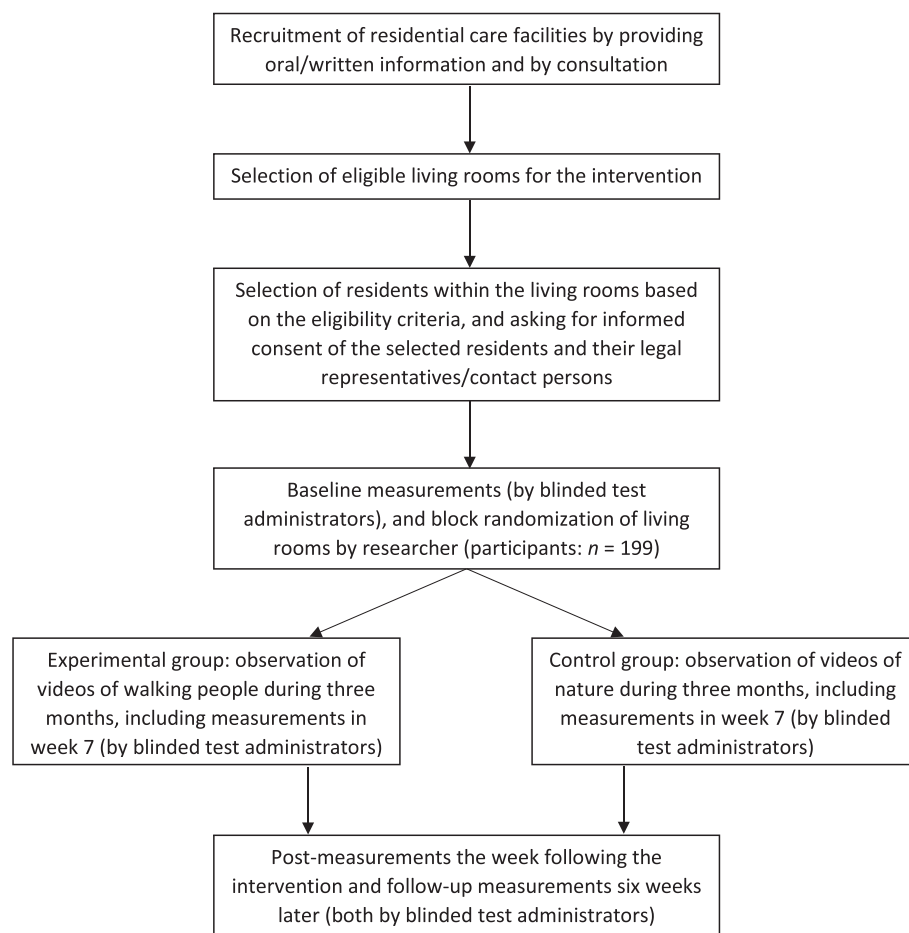 Recruitment of residential care facilities by providing
oral/written information and by consultation
Selection of eligible living rooms for the intervention
Selection of residents within the living rooms based
on the eligibility criteria, and asking for informed
consent of the selected residents and their legal
representatives/contact persons
Baseline measurements (by blinded test
administrators), and block randomization of living
rooms by researcher (participants: n = 199)
Experimental group: observation of
videos of walking people during three
months, including measurements in
week 7 (by blinded test administrators)
Control group: observation of videos of
nature during three months, including
measurements in week 7 (by blinded
test administrators)
Post-measurements the week following the
intervention and follow-up measurements six weeks
later (both by blinded test administrators)